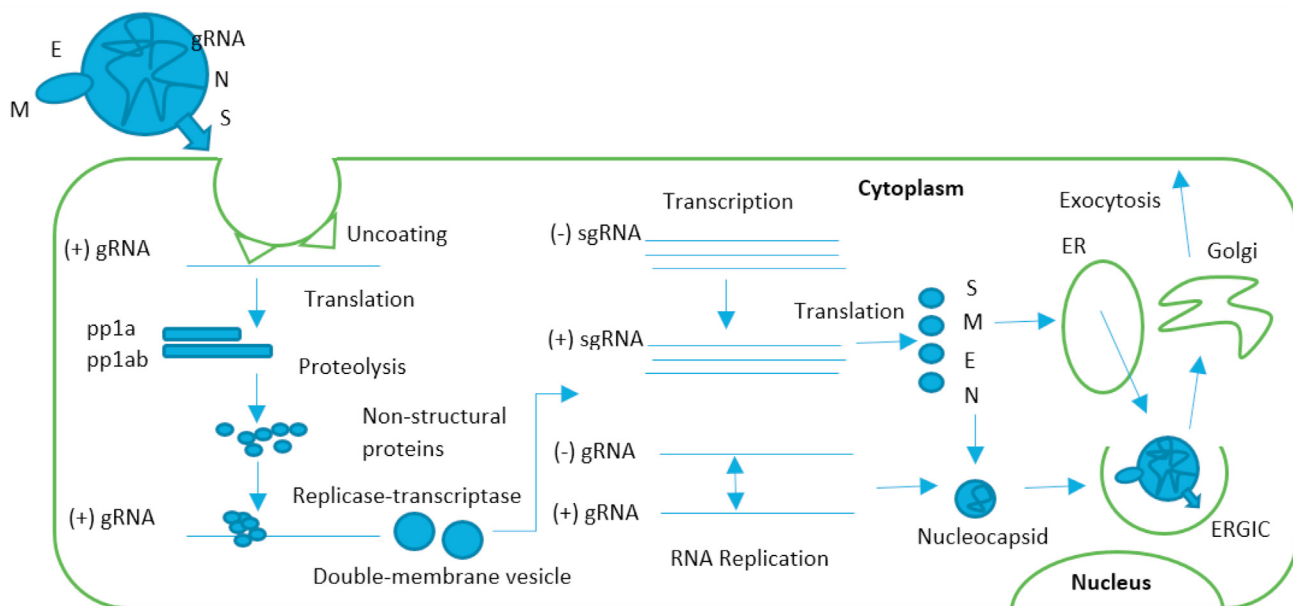 E
gRNA
N
M
S
Cytoplasm
Transcription
Exocytosis
(-) sgRNA
Uncoating
(+) gRNA
ER
Golgi
Translation
S
Translation
M
pp1a
(+) sgRNA
pp1ab
E
Proteolysis
N
Non-structural
proteins
(-) gRNA
Replicase-transcriptase
(+) gRNA
(+) gRNA
Nucleocapsid
ERGIC
RNA Replication
Double-membrane vesicle
Nucleus